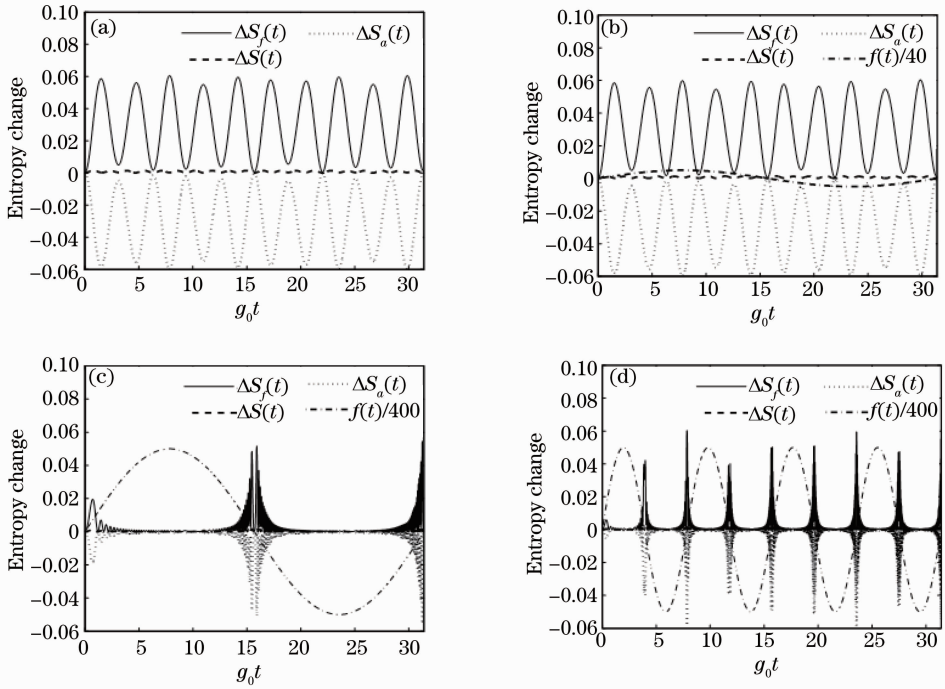 (a)
ΔS_f(t)
ΔS_a(t)
ΔS(t)
0.10
0.08
0.06
0.04
0.02
0
−0.02
−0.04
−0.06
Entropy change
0 5 10 15 20 25 30
g_0t
(b)
ΔS_f(t)
ΔS_a(t)
ΔS(t)
f(t)/40
0.10
0.08
0.06
0.04
0.02
0
−0.02
−0.04
−0.06
Entropy change
0 5 10 15 20 25 30
g_0t
(c)
ΔS_f(t)
ΔS_a(t)
ΔS(t)
f(t)/400
0.10
0.08
0.06
0.04
0.02
0
−0.02
−0.04
−0.06
Entropy change
0 5 10 15 20 25 30
g_0t
(d)
ΔS_f(t)
ΔS_a(t)
ΔS(t)
f(t)/400
0.10
0.08
0.06
0.04
0.02
0
−0.02
−0.04
−0.06
Entropy change
0 5 10 15 20 25 30
g_0t